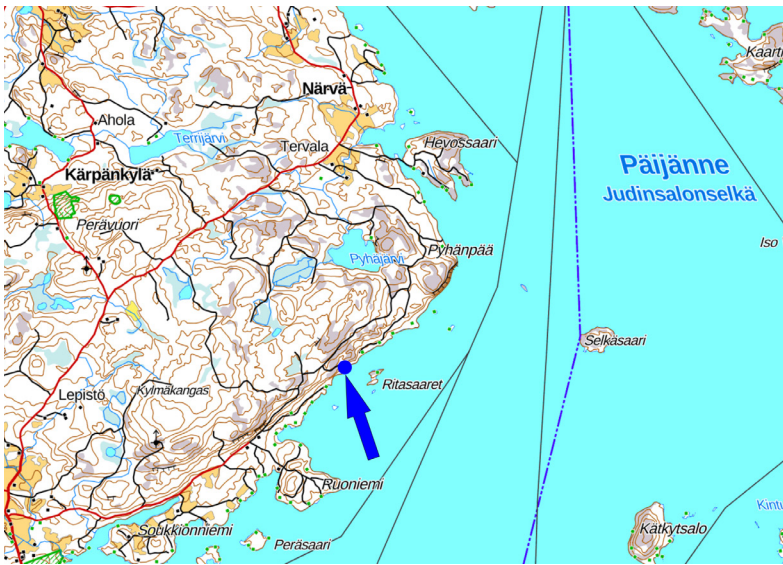 Kaarti
Närvä
Ahola
Terrijärvi
Tervala
Hevossaari
Päijänne
Judinsalonselkä
Kärpänkylä
Perävuori
Pyhänpää
Pyhäjärvi
Iso
Selkäsaari
Lepistö
Kylmäkangas
Ritasaaret
Ruoniemi
Soukkionniemi
Peräsaari
Kätkytsalo
Kintu